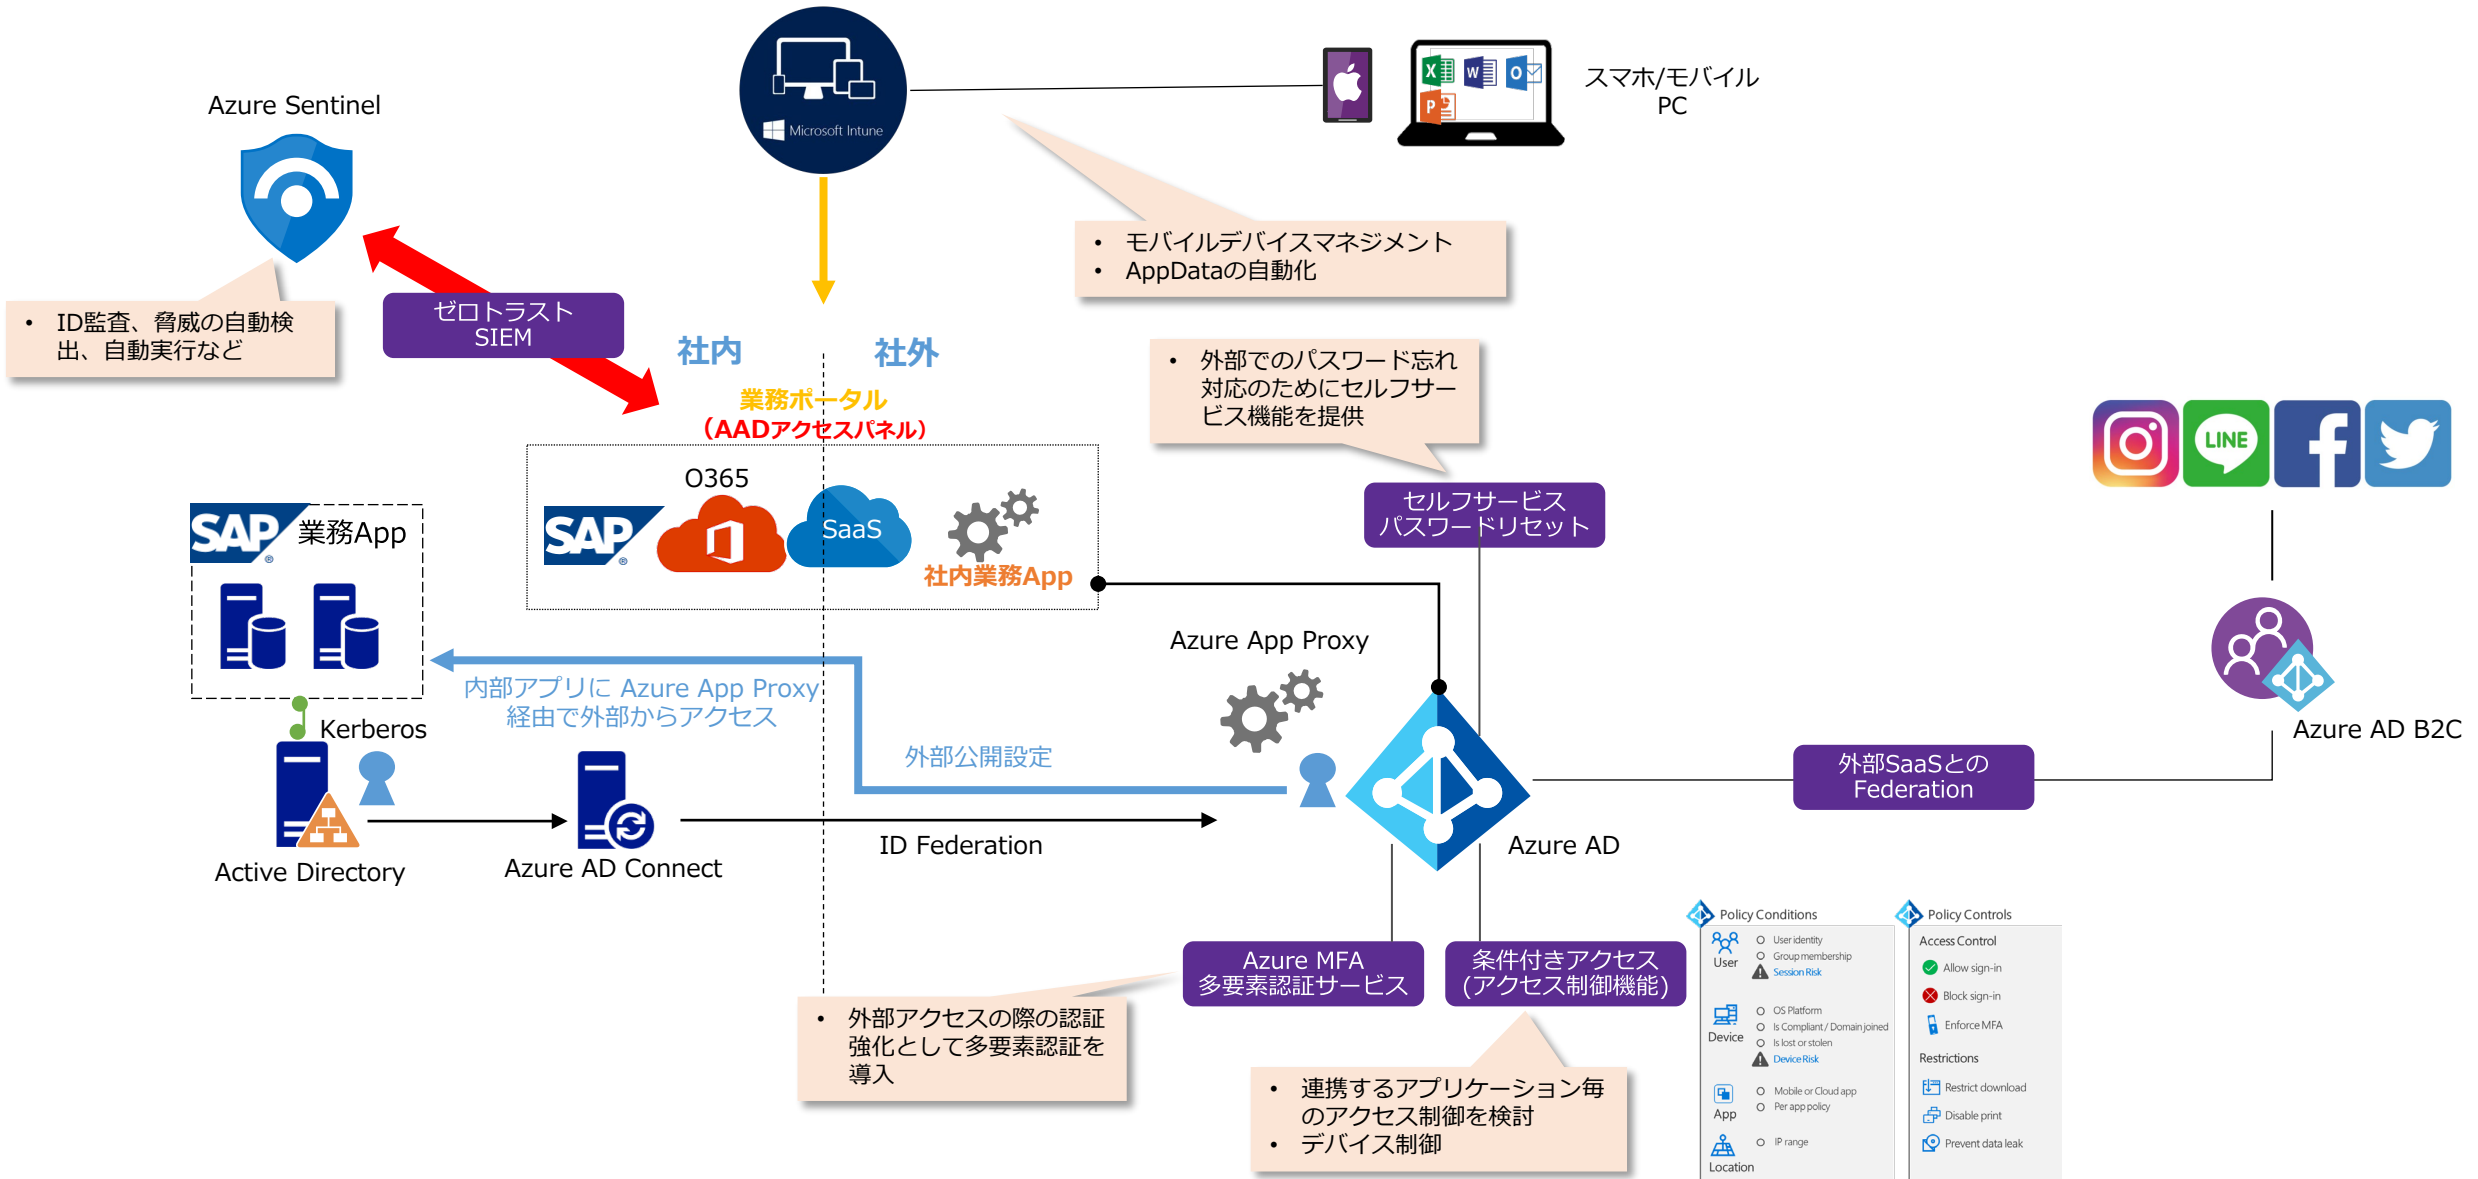 Microsoft Intune
スマホ/モバイル
PC
Azure Sentinel
• モバイルデバイスマネジメント
• AppDataの自動化
• ID監査、脅威の自動検
出、自動実行など
ゼロトラスト
SIEM
社内
社外
業務ポータル
（AADアクセスパネル）
• 外部でのパスワード忘れ
対応のためにセルフサー
ビス機能を提供
LINE
セルフサービス
パスワードリセット
SAP
®
業務App
O365
SAP
®
SaaS
社内業務App
Azure App Proxy
内部アプリに Azure App Proxy
経由で外部からアクセス
Kerberos
外部公開設定
Azure AD B2C
外部SaaSとの
Federation
Active Directory
Azure AD Connect
ID Federation
Azure AD
Azure MFA
多要素認証サービス
条件付きアクセス
(アクセス制御機能)
• 外部アクセスの際の認証
強化として多要素認証を
導入
• 連携するアプリケーション毎
のアクセス制御を検討
• デバイス制御
Policy Conditions
User
User identity
Group membership
Session Risk
Device
OS Platform
Is Compliant / Domain joined
Is lost or stolen
Device Risk
App
Mobile or Cloud app
Per app policy
Location
IP range
Policy Controls
Access Control
Allow sign-in
Block sign-in
Enforce MFA
Restrictions
Restrict download
Disable print
Prevent data leak